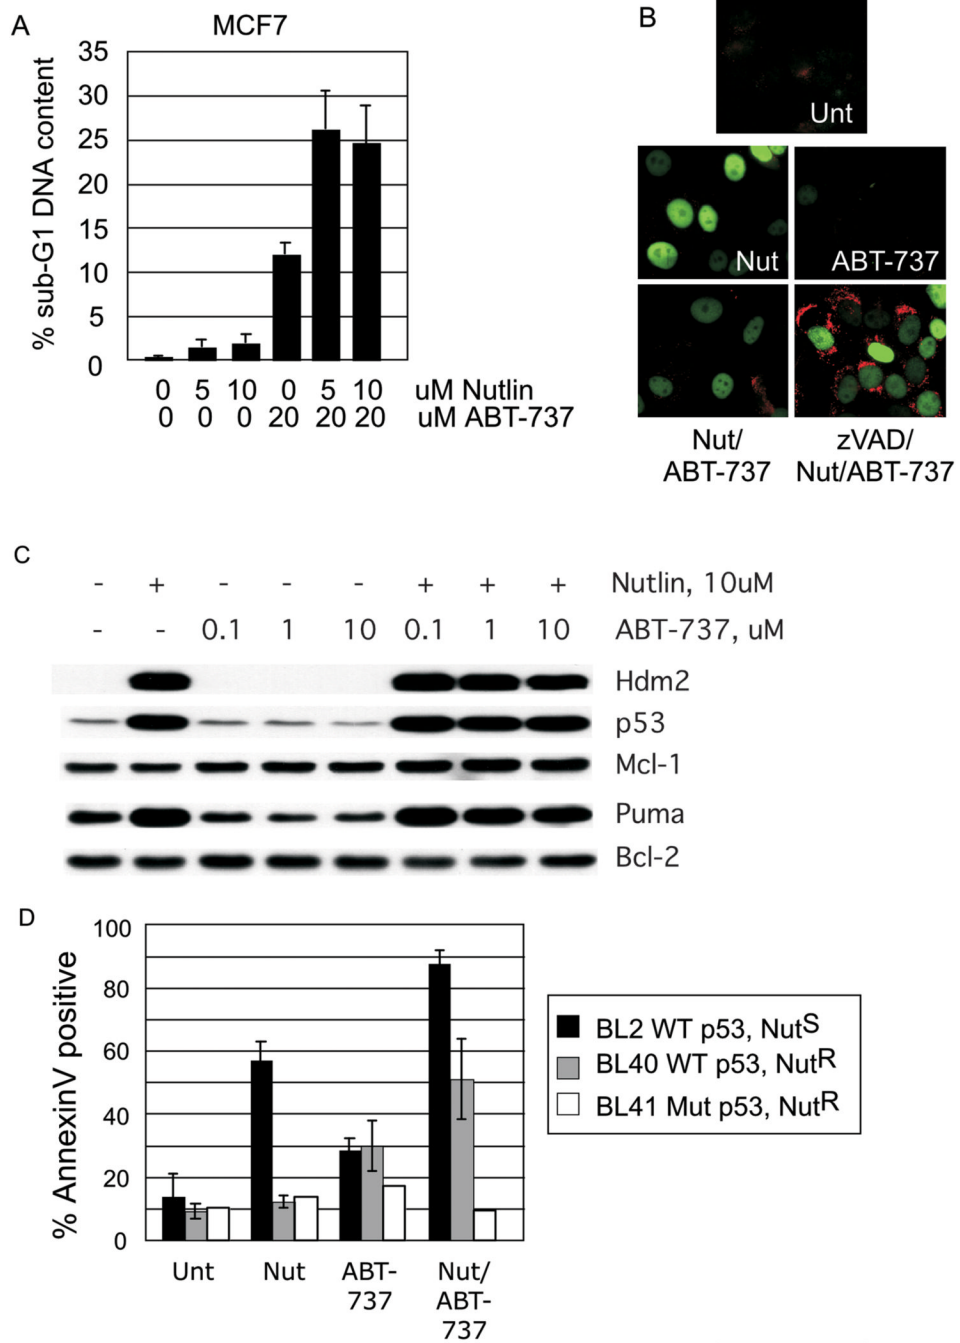 A
MCF7
% sub-G1 DNA content
35
30
25
20
15
10
5
0
0 5 10 0 5 10 uM Nutlin
0 0 0 20 20 20 uM ABT-737
B
Unt
Nut
ABT-737
Nut/
ABT-737
zVAD/
Nut/ABT-737
C
- + - - - + + + Nutlin, 10uM
- - 0.1 1 10 0.1 1 10 ABT-737, uM
Hdm2
p53
Mcl-1
Puma
Bcl-2
D
% AnnexinV positive
100
80
60
40
20
0
Unt
Nut
ABT-
737
Nut/
ABT-
737
BL2 WT p53, NutS
BL40 WT p53, NutR
BL41 Mut p53, NutR